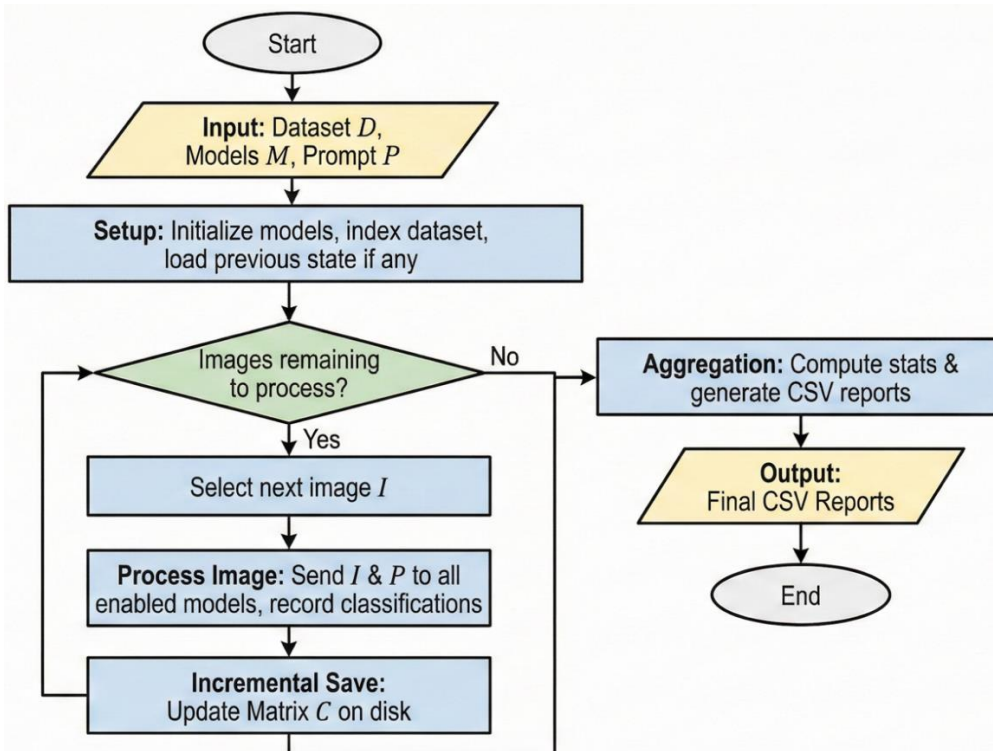 Start
Input: Dataset D,
Models M, Prompt P
Setup: Initialize models, index dataset,
load previous state if any
Images remaining
to process?
No
Yes
Select next image I
Process Image: Send I & P to all
enabled models, record classifications
Incremental Save:
Update Matrix C on disk
Aggregation: Compute stats &
generate CSV reports
Output:
Final CSV Reports
End